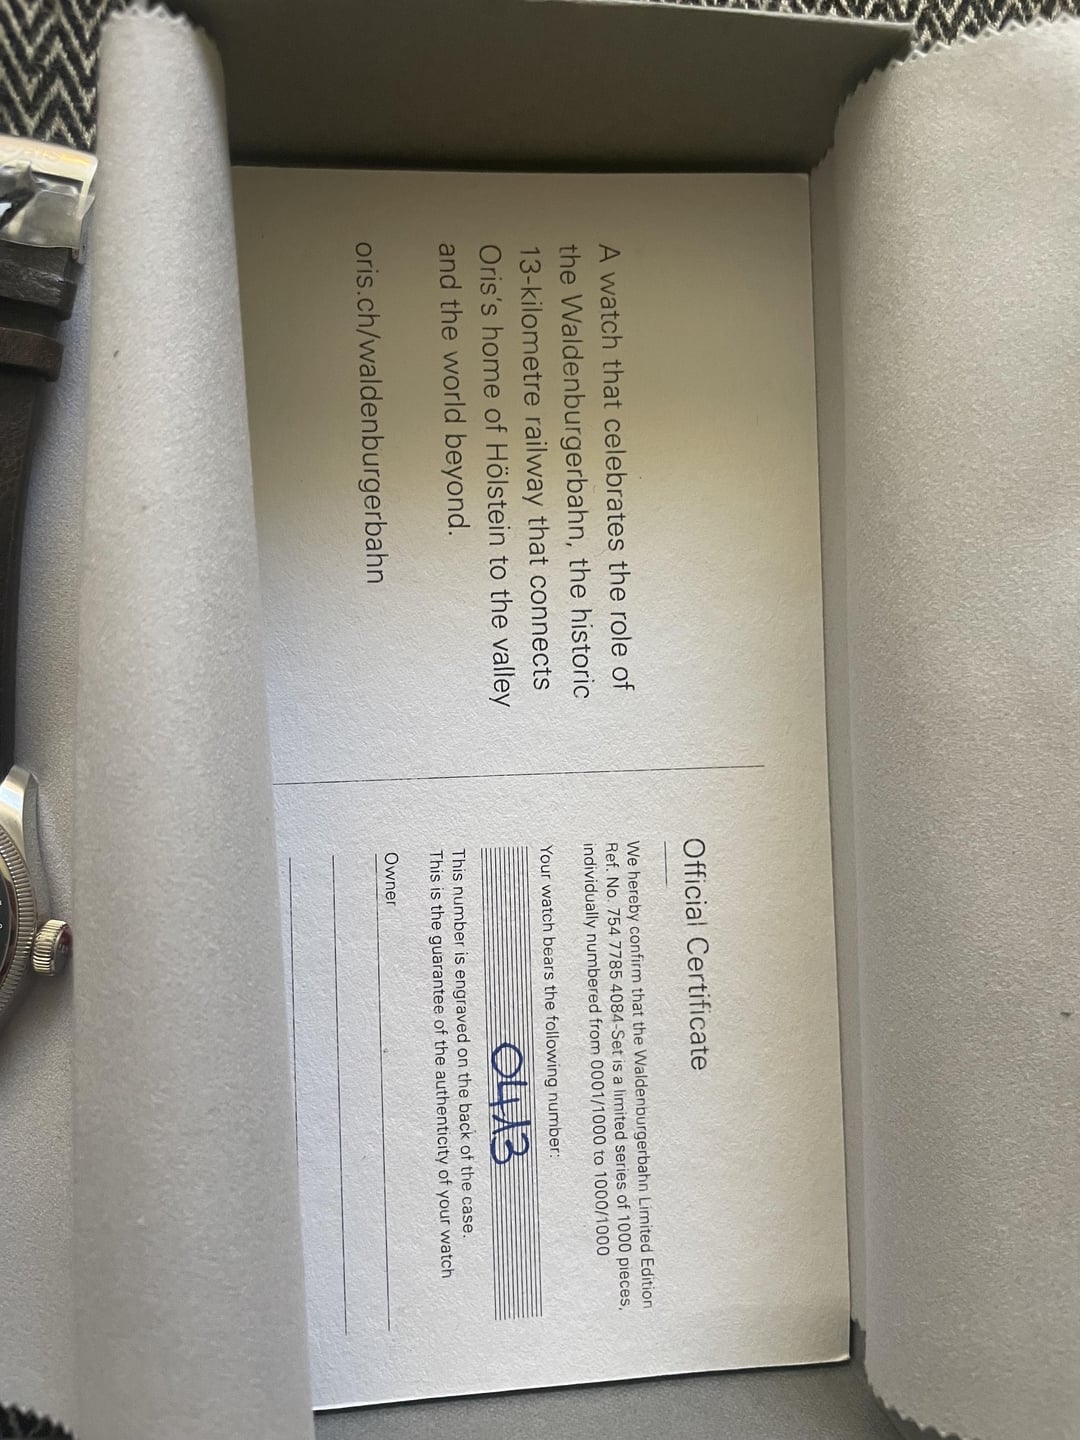 A watch that celebrates the role of
the Waldenburgerbahn, the historic
13-kilometre railway that connects
Oris's home of Hölstein to the valley
and the world beyond.
oris.ch/waldenburgerbahn
Official Certificate
We hereby confirm that the Waldenburgerbahn Limited Edition
Ref. No. 754 7785 4084-Set is a limited series of 1000 pieces,
individually numbered from 0001/1000 to 1000/1000
Your watch bears the following number:
0413
This number is engraved on the back of the case.
This is the guarantee of the authenticity of your watch
Owner